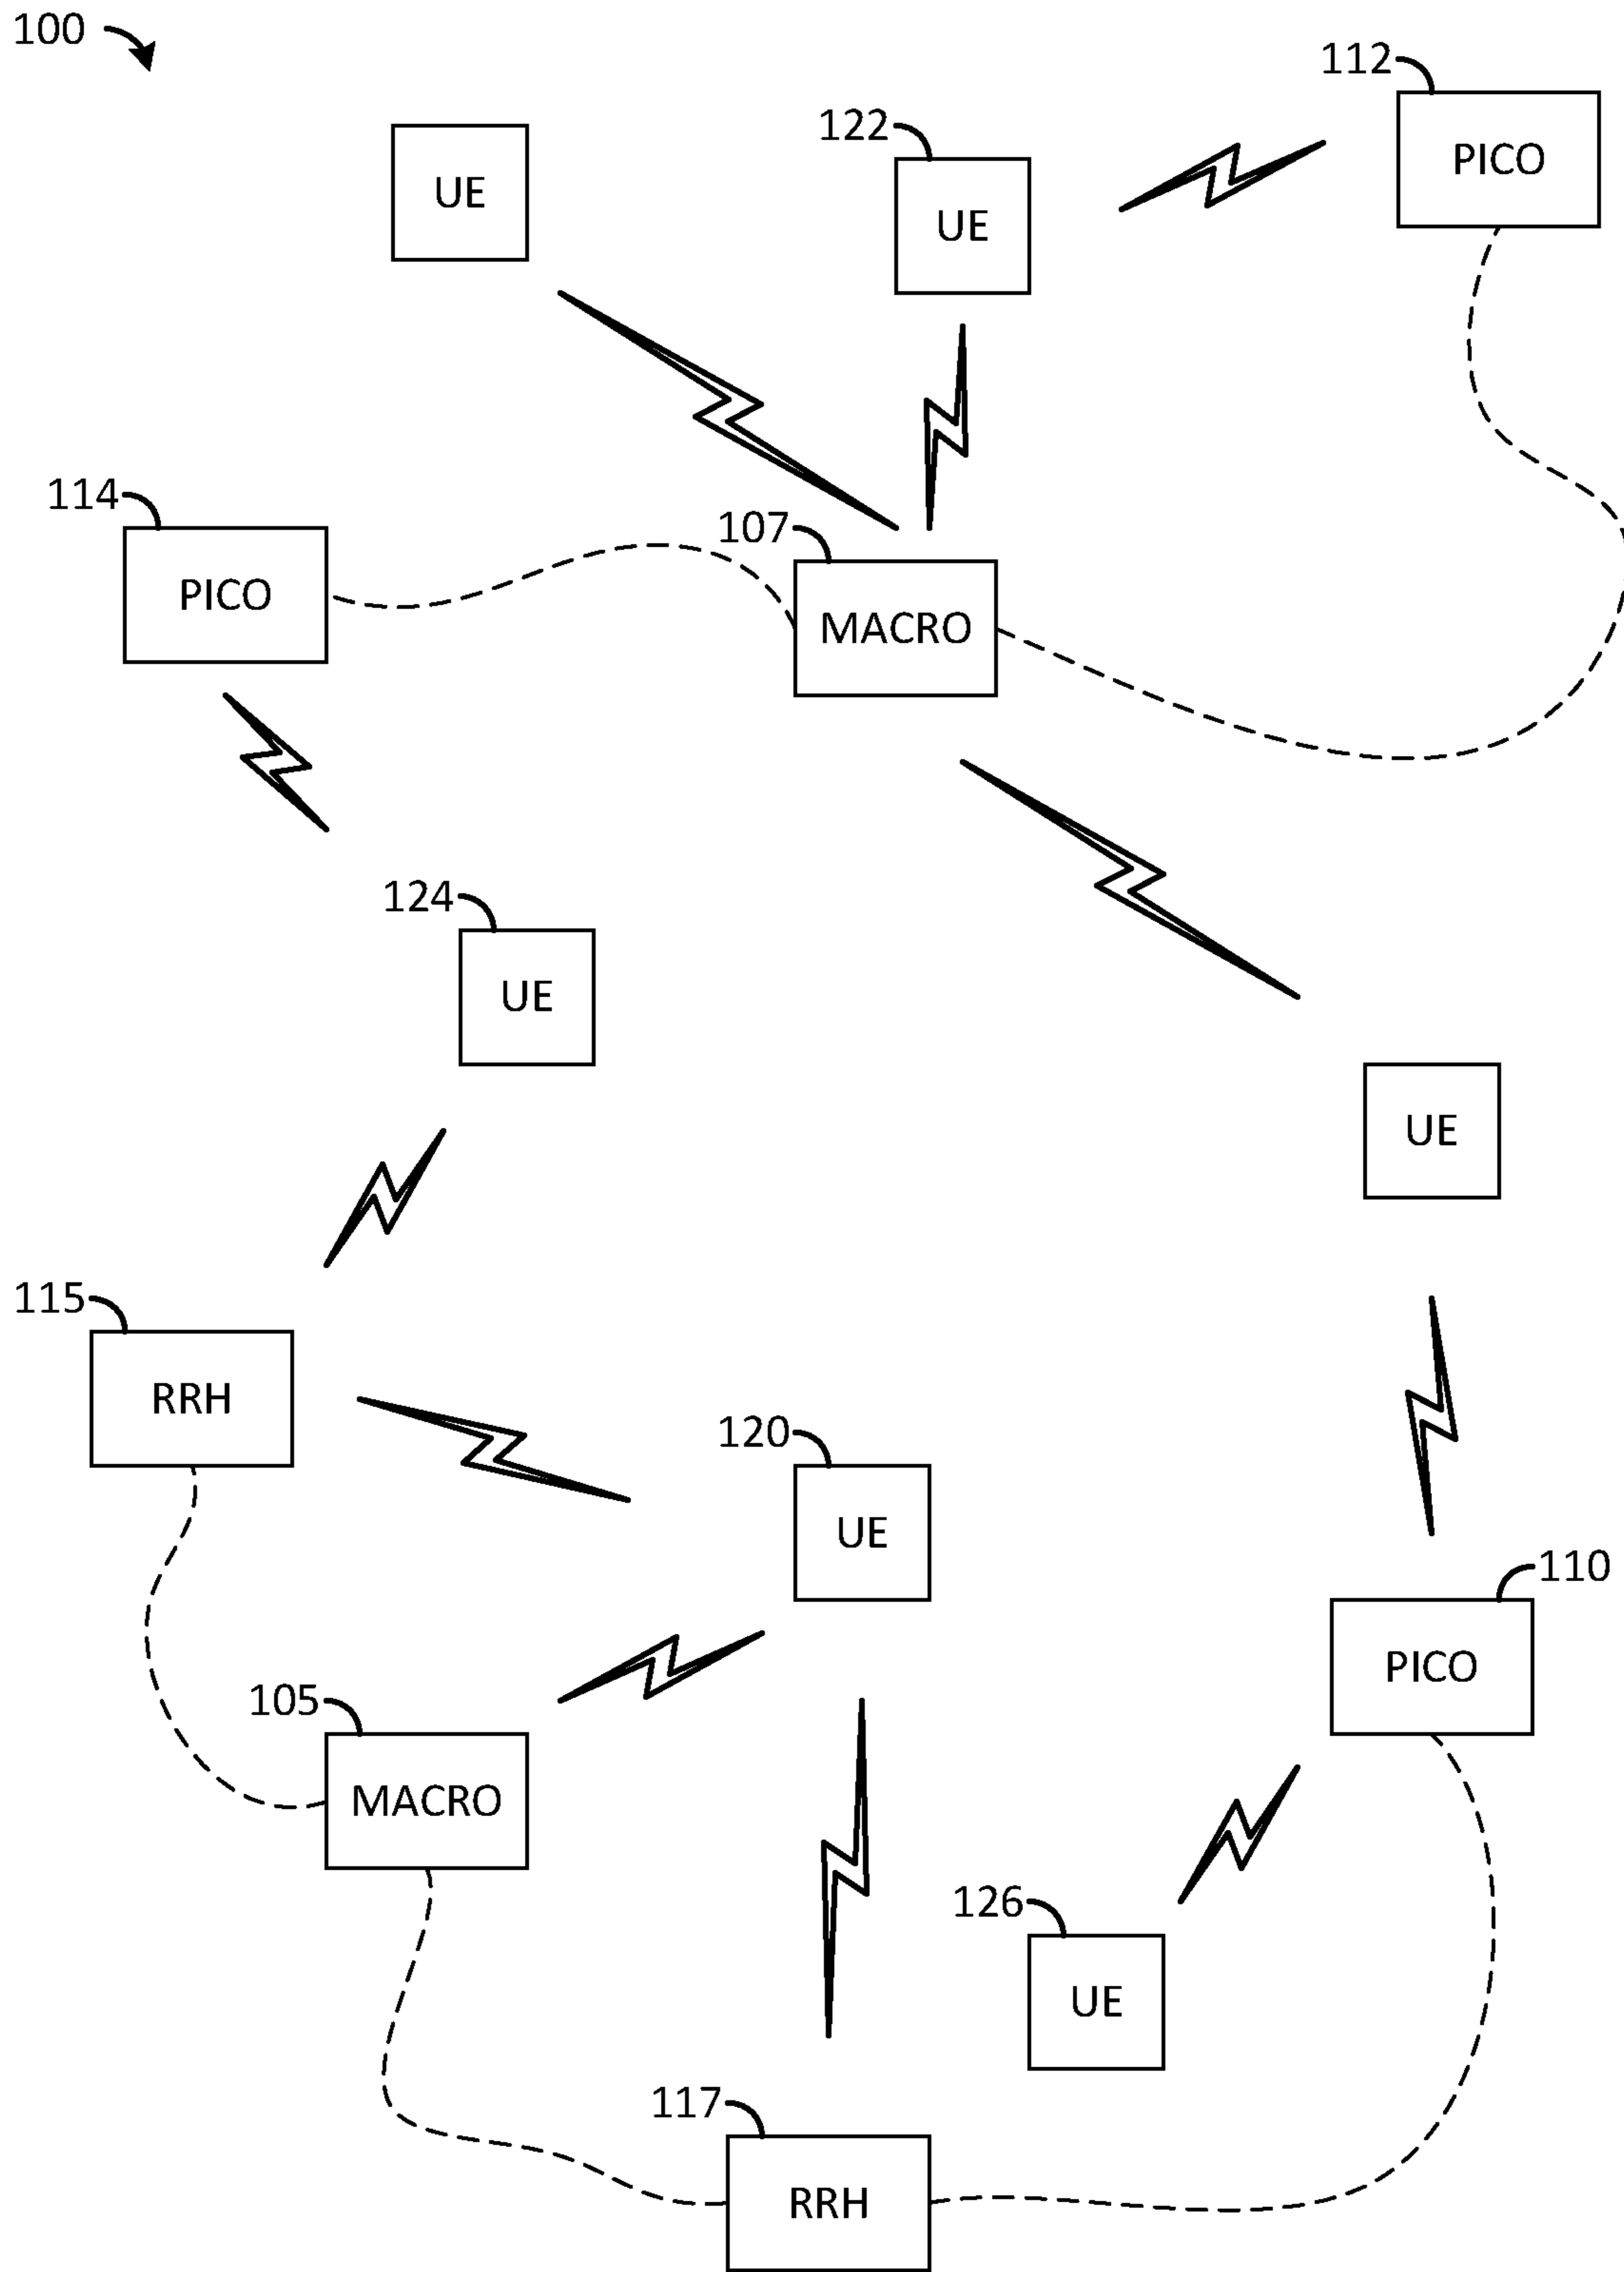 100
112
122
PICO
UE
UE
114
107
PICO
MACRO
124
UE
UE
115
RRH
120
UE
110
PICO
105
MACRO
126
UE
117
RRH